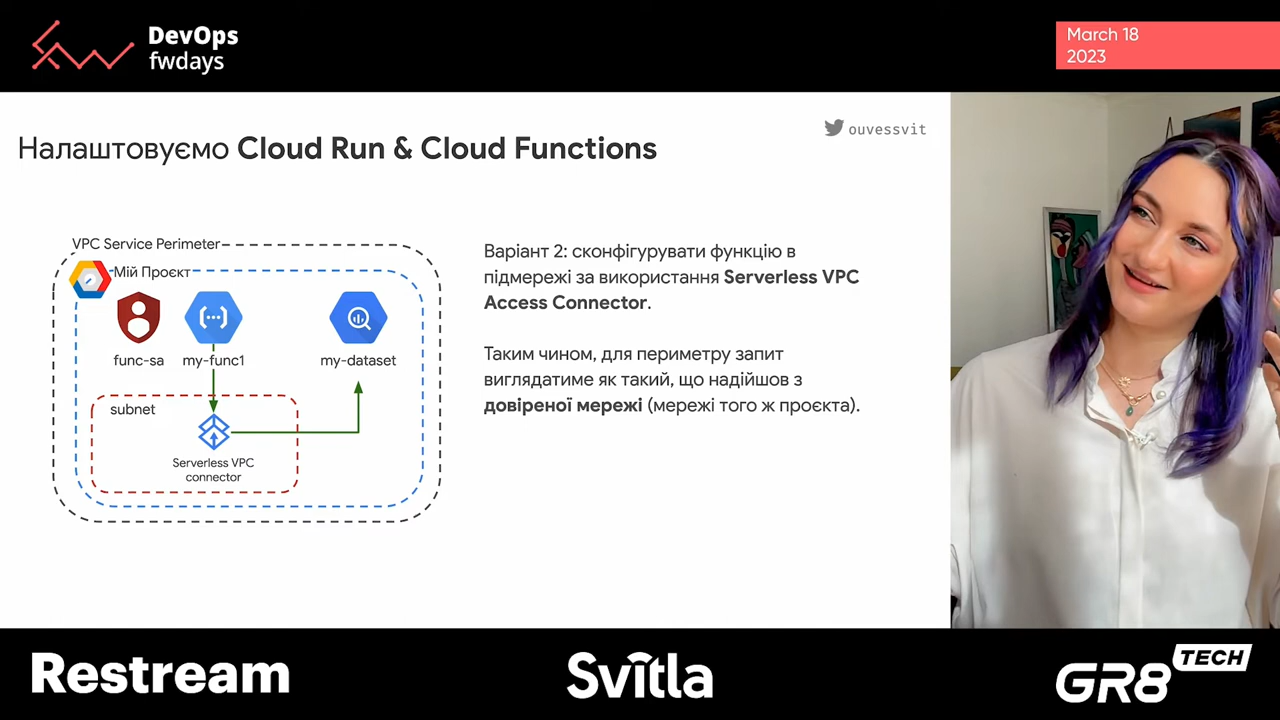 DevOps
fwdays
March 18
2023
ouvessvit
Налаштовуємо Cloud Run & Cloud Functions
VPC Service Perimeter
Мій Проєкт
func-sa
my-func1
my-dataset
subnet
Serverless VPC
connector
Варіант 2: сконфігурувати функцію в
підмережі за використання Serverless VPC
Access Connector.
Таким чином, для периметру запит
виглядатиме як такий, що надійшов з
довіреної мережі (мережі того ж проєкта).
Restream
Svitla
GR8 TECH